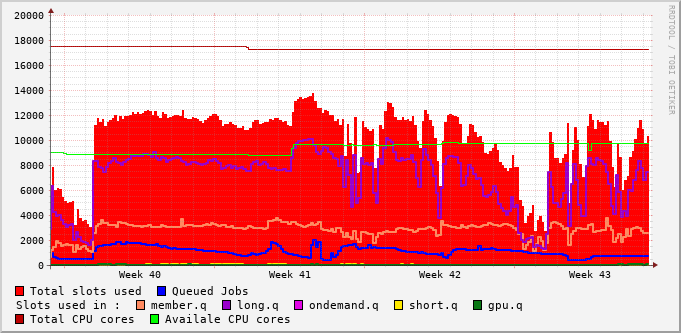 20000
18000
16000
14000
12000
10000
8000
6000
4000
2000
0
Week 40 Week 41 Week 42 Week 43
RRDTOOL / TOBI OETIKER
Total slots used Queued Jobs
Slots used in : member.q long.q ondemand.q short.q gpu.q
Total CPU cores Availale CPU cores